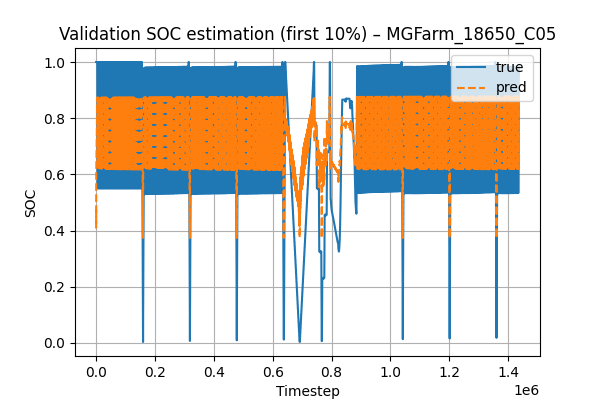 Validation SOC estimation (first 10%) – MGFarm_18650_C05
true
pred
SOC
1.0
0.8
0.6
0.4
0.2
0.0
0.0 0.2 0.4 0.6 0.8 1.0 1.2 1.4
1e6
Timestep